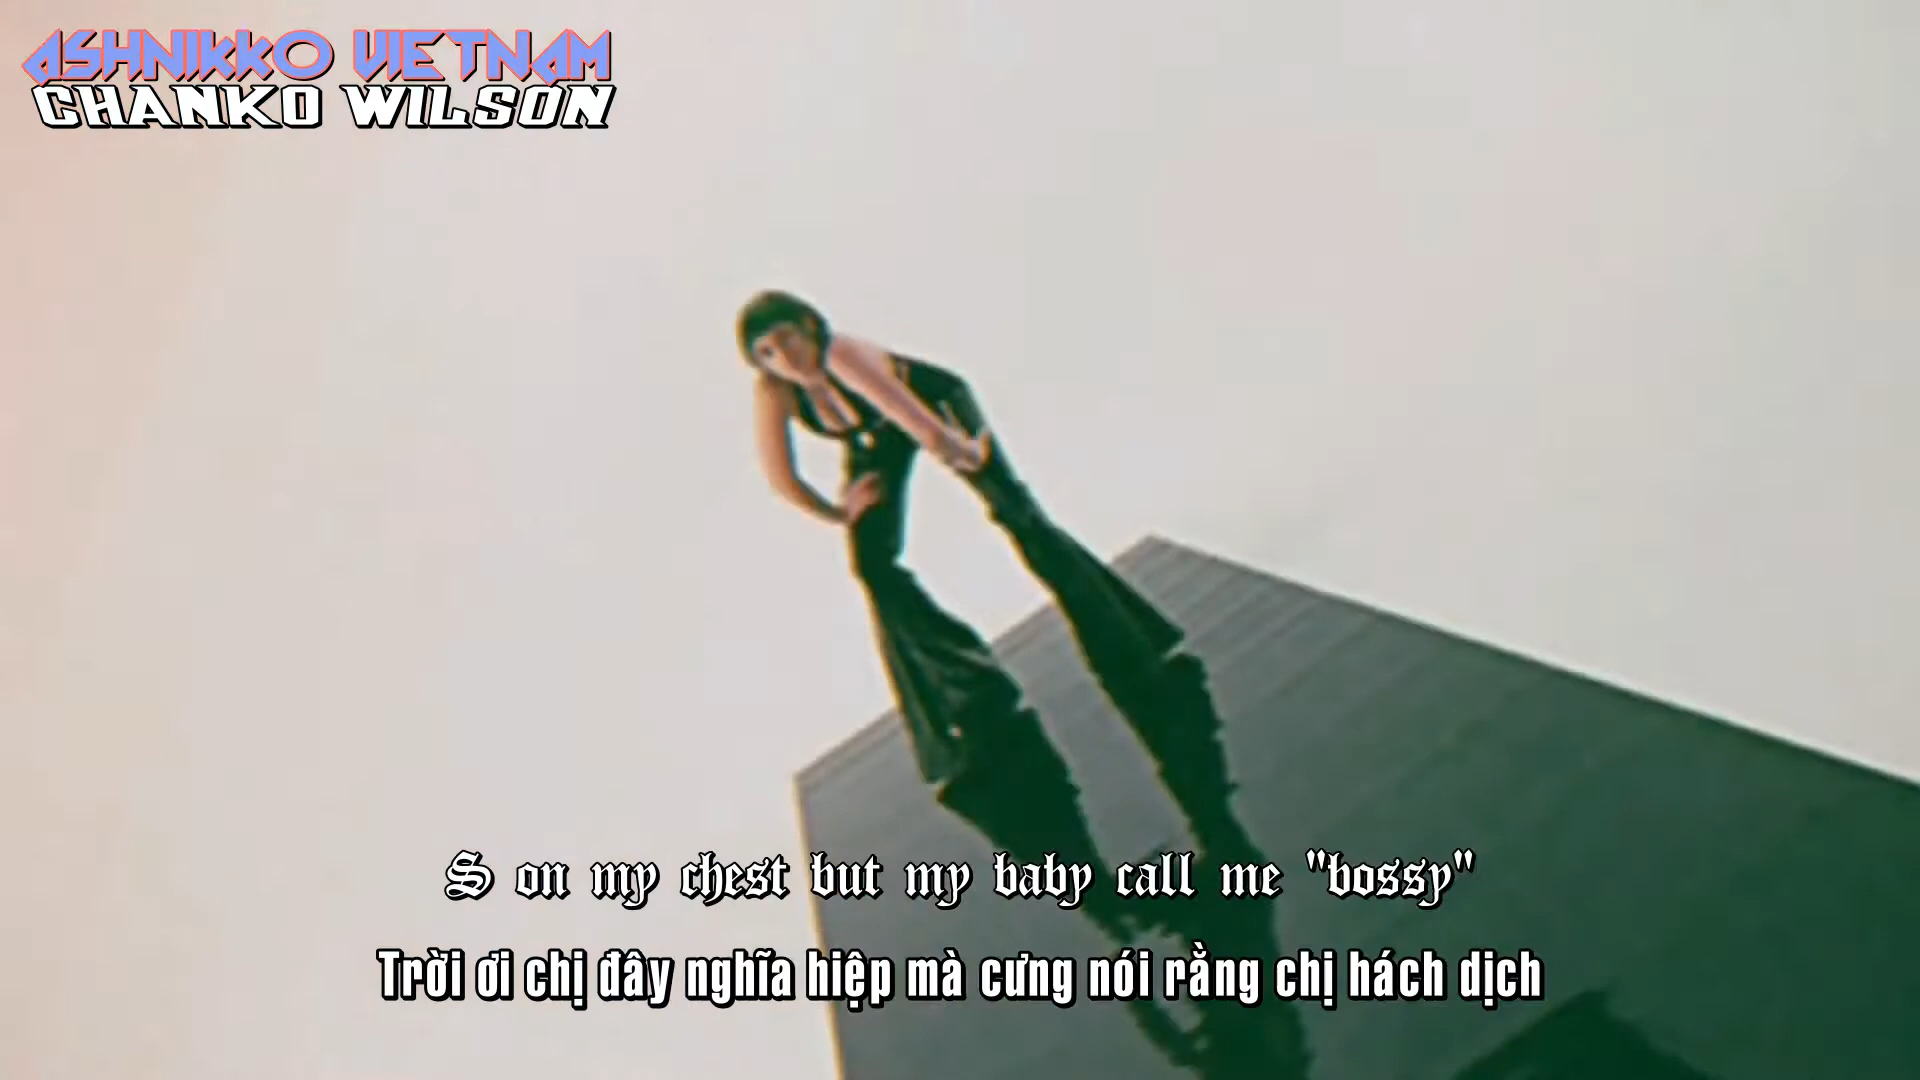 ASHNIKKO VIETNAM
CHANKO WILSON
S on my chest but my baby call me "bossy"
Trời ơi chị đây nghĩa hiệp mà cưng nói rằng chị hách dịch